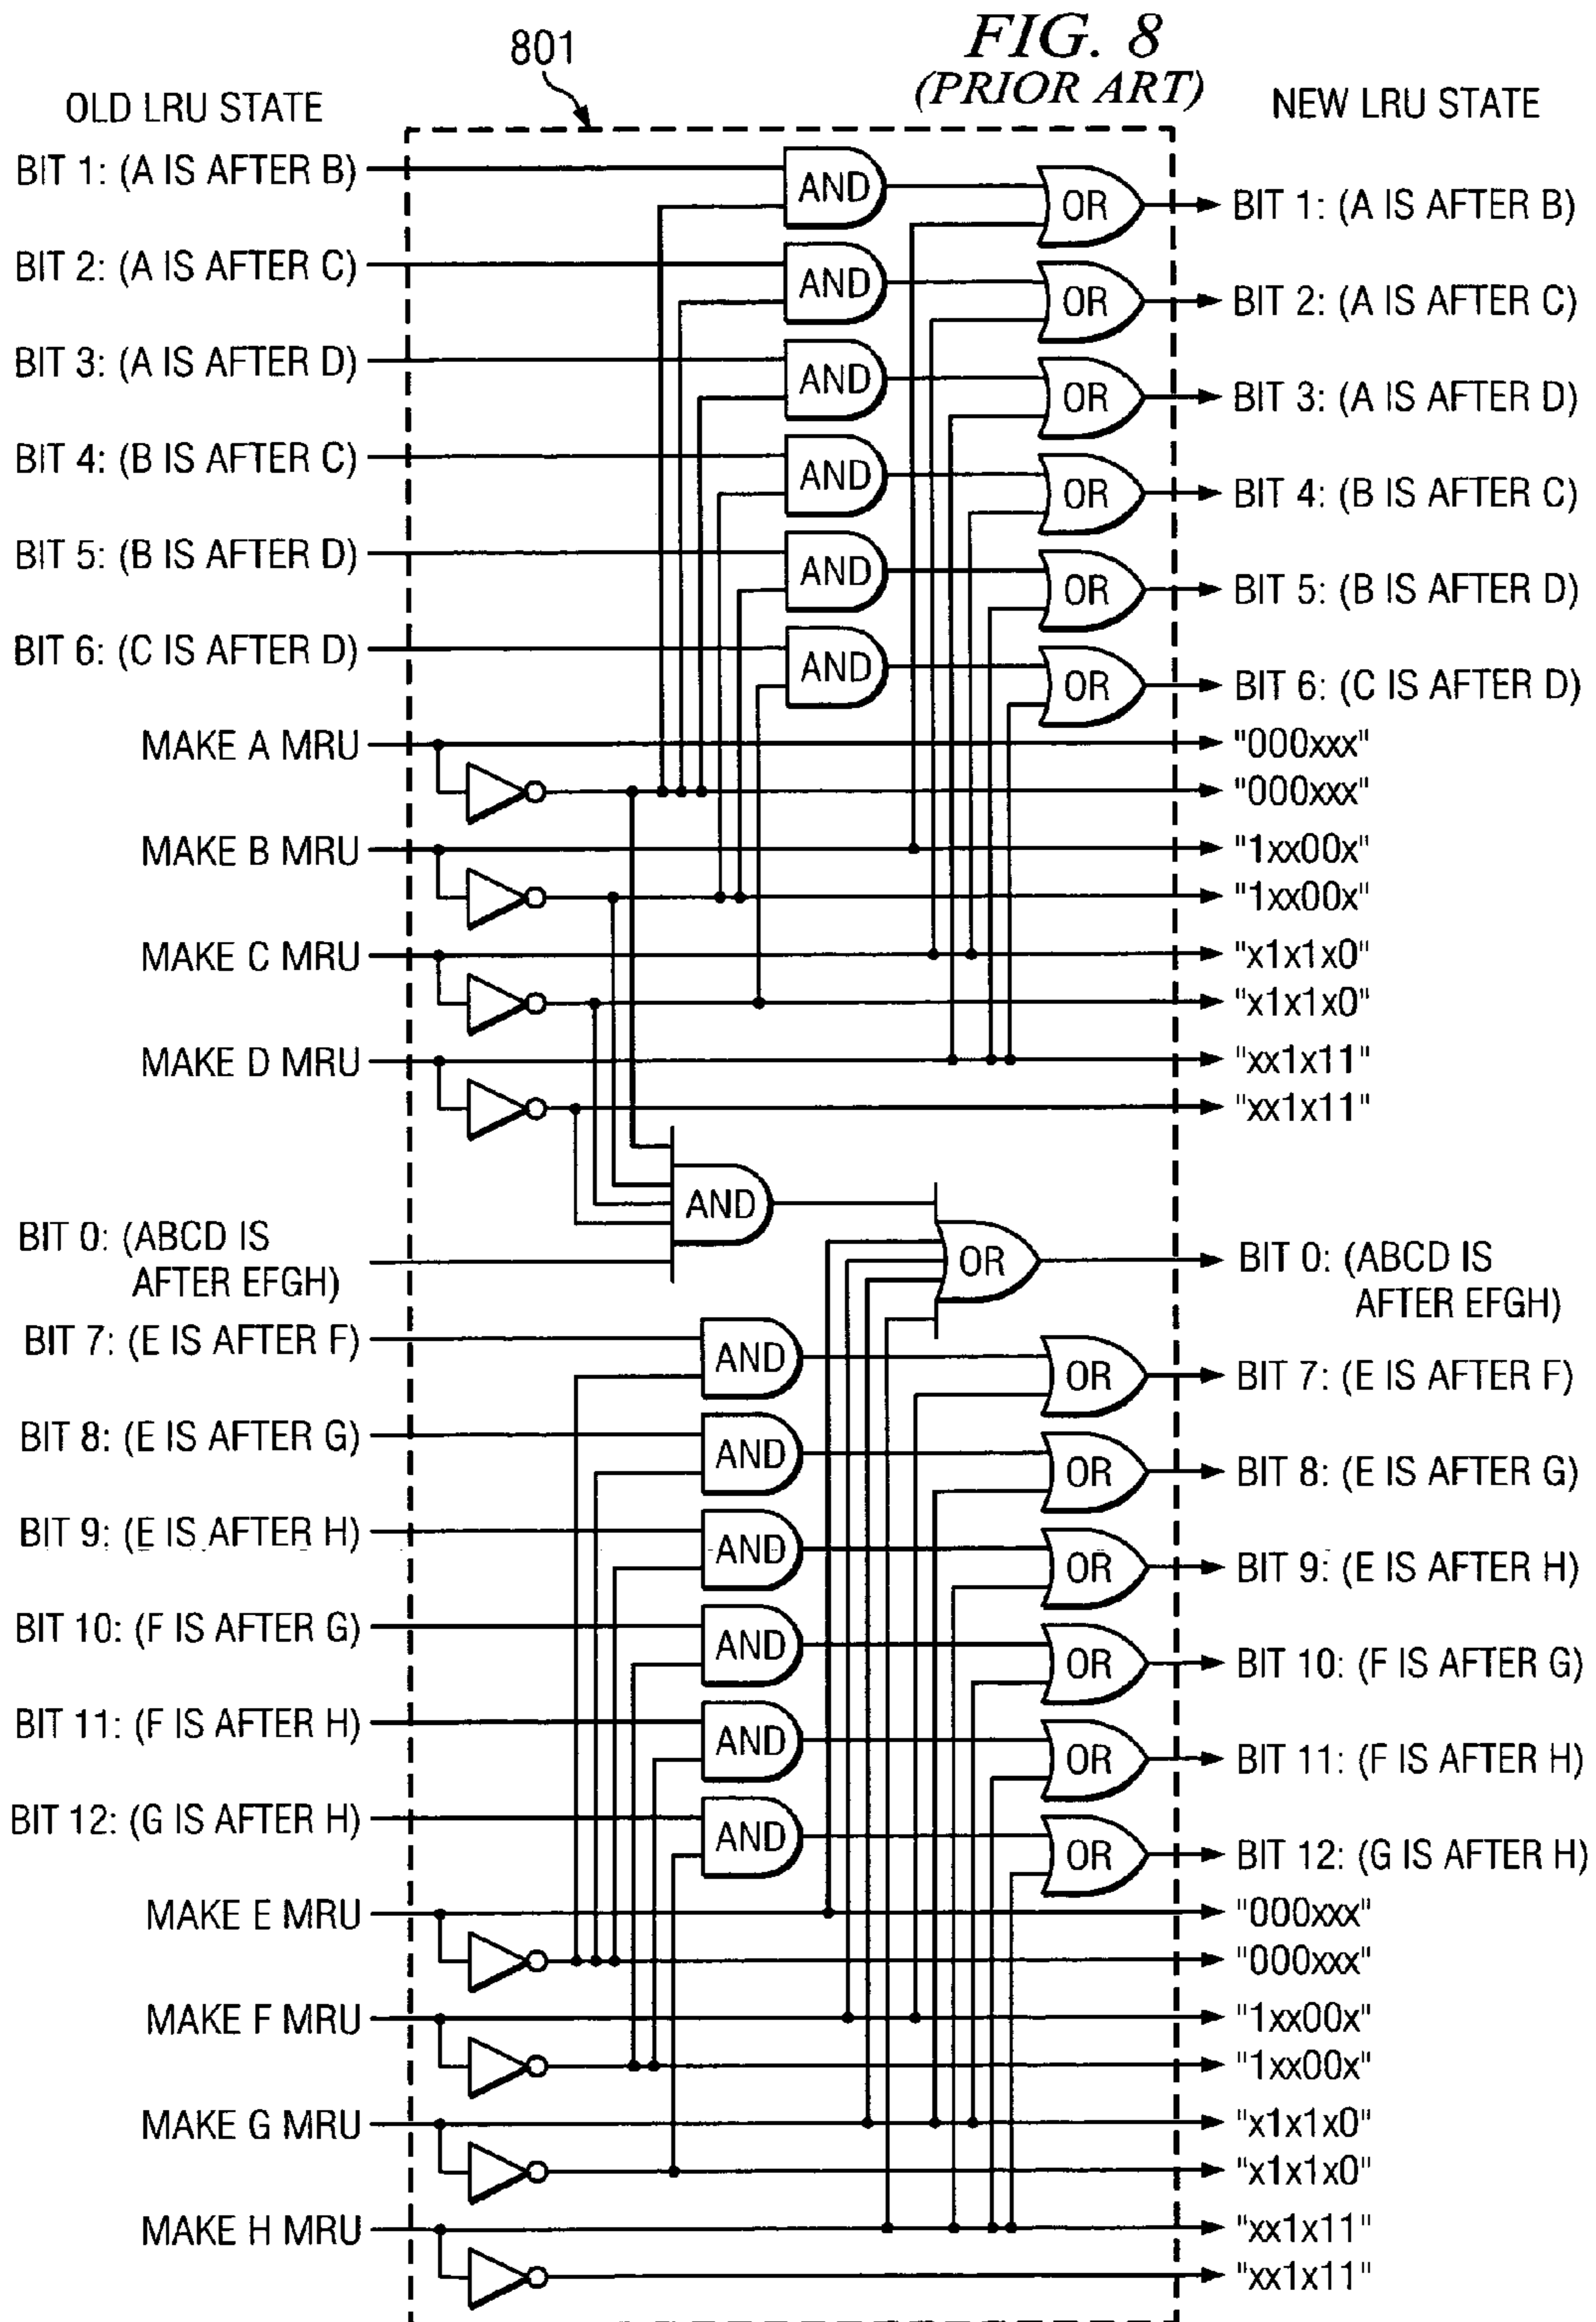 FIG. 8
(PRIOR ART)
801
OLD LRU STATE
NEW LRU STATE
BIT 1: (A IS AFTER B)
AND
OR
BIT 1: (A IS AFTER B)
BIT 2: (A IS AFTER C)
AND
OR
BIT 2: (A IS AFTER C)
BIT 3: (A IS AFTER D)
AND
OR
BIT 3: (A IS AFTER D)
BIT 4: (B IS AFTER C)
AND
OR
BIT 4: (B IS AFTER C)
BIT 5: (B IS AFTER D)
AND
OR
BIT 5: (B IS AFTER D)
BIT 6: (C IS AFTER D)
AND
OR
BIT 6: (C IS AFTER D)
MAKE A MRU
"000xxx"
"000xxx"
MAKE B MRU
"1xx00x"
"1xx00x"
MAKE C MRU
"x1x1x0"
"x1x1x0"
MAKE D MRU
"xx1x11"
"xx1x11"
AND
BIT 0: (ABCD IS
AFTER EFGH)
OR
BIT 0: (ABCD IS
AFTER EFGH)
BIT 7: (E IS AFTER F)
AND
OR
BIT 7: (E IS AFTER F)
BIT 8: (E IS AFTER G)
AND
OR
BIT 8: (E IS AFTER G)
BIT 9: (E IS AFTER H)
AND
OR
BIT 9: (E IS AFTER H)
BIT 10: (F IS AFTER G)
AND
OR
BIT 10: (F IS AFTER G)
BIT 11: (F IS AFTER H)
AND
OR
BIT 11: (F IS AFTER H)
BIT 12: (G IS AFTER H)
AND
OR
BIT 12: (G IS AFTER H)
MAKE E MRU
"000xxx"
"000xxx"
MAKE F MRU
"1xx00x"
"1xx00x"
MAKE G MRU
"x1x1x0"
"x1x1x0"
MAKE H MRU
"xx1x11"
"xx1x11"